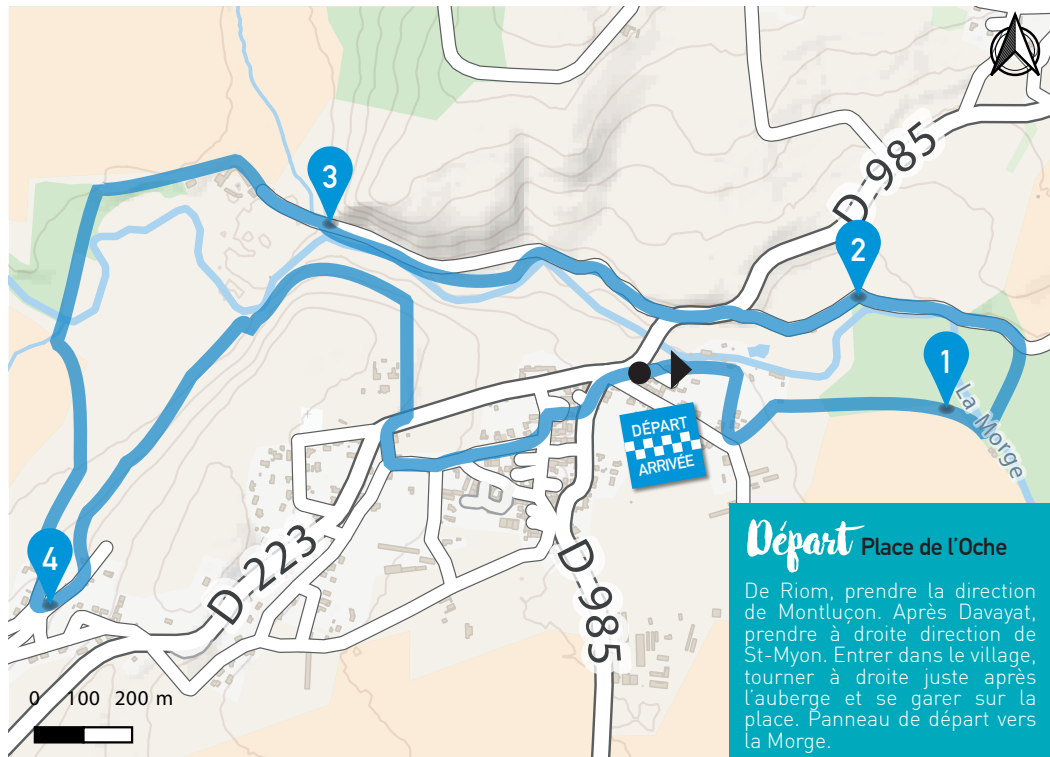 D 985
3
2
1
La Morge
DÉPART
ARRIVÉE
4
D 223
D 985
0 100 200 m
Départ Place de l'Oche
De Riom, prendre la direction
de Montluçon. Après Davayat,
prendre à droite direction de
St-Myon. Entrer dans le village,
tourner à droite juste après
l'auberge et se garer sur la
place. Panneau de départ vers
la Morge.